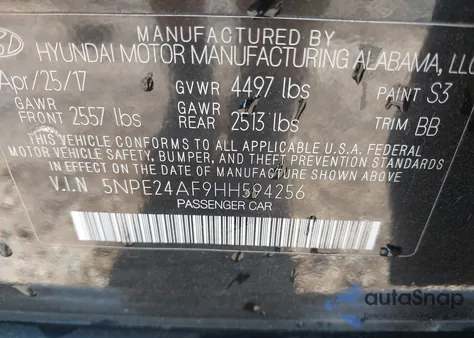 MANUFACTURED BY
HYUNDAI MOTOR MANUFACTURING ALABAMA, LLC
Apr/25/17 GVWR 4497 lbs PAINT S3
GAWR FRONT 2557 lbs GAWR REAR 2513 lbs TRIM BB
THIS VEHICLE CONFORMS TO ALL APPLICABLE U.S.A. FEDERAL
MOTOR VEHICLE SAFETY, BUMPER, AND THEFT PREVENTION STANDARDS
IN EFFECT ON THE DATE OF MANUFACTURE SHOWN ABOVE.
V.I.N 5NPE24AF9HH594256
PASSENGER CAR
autoSnap